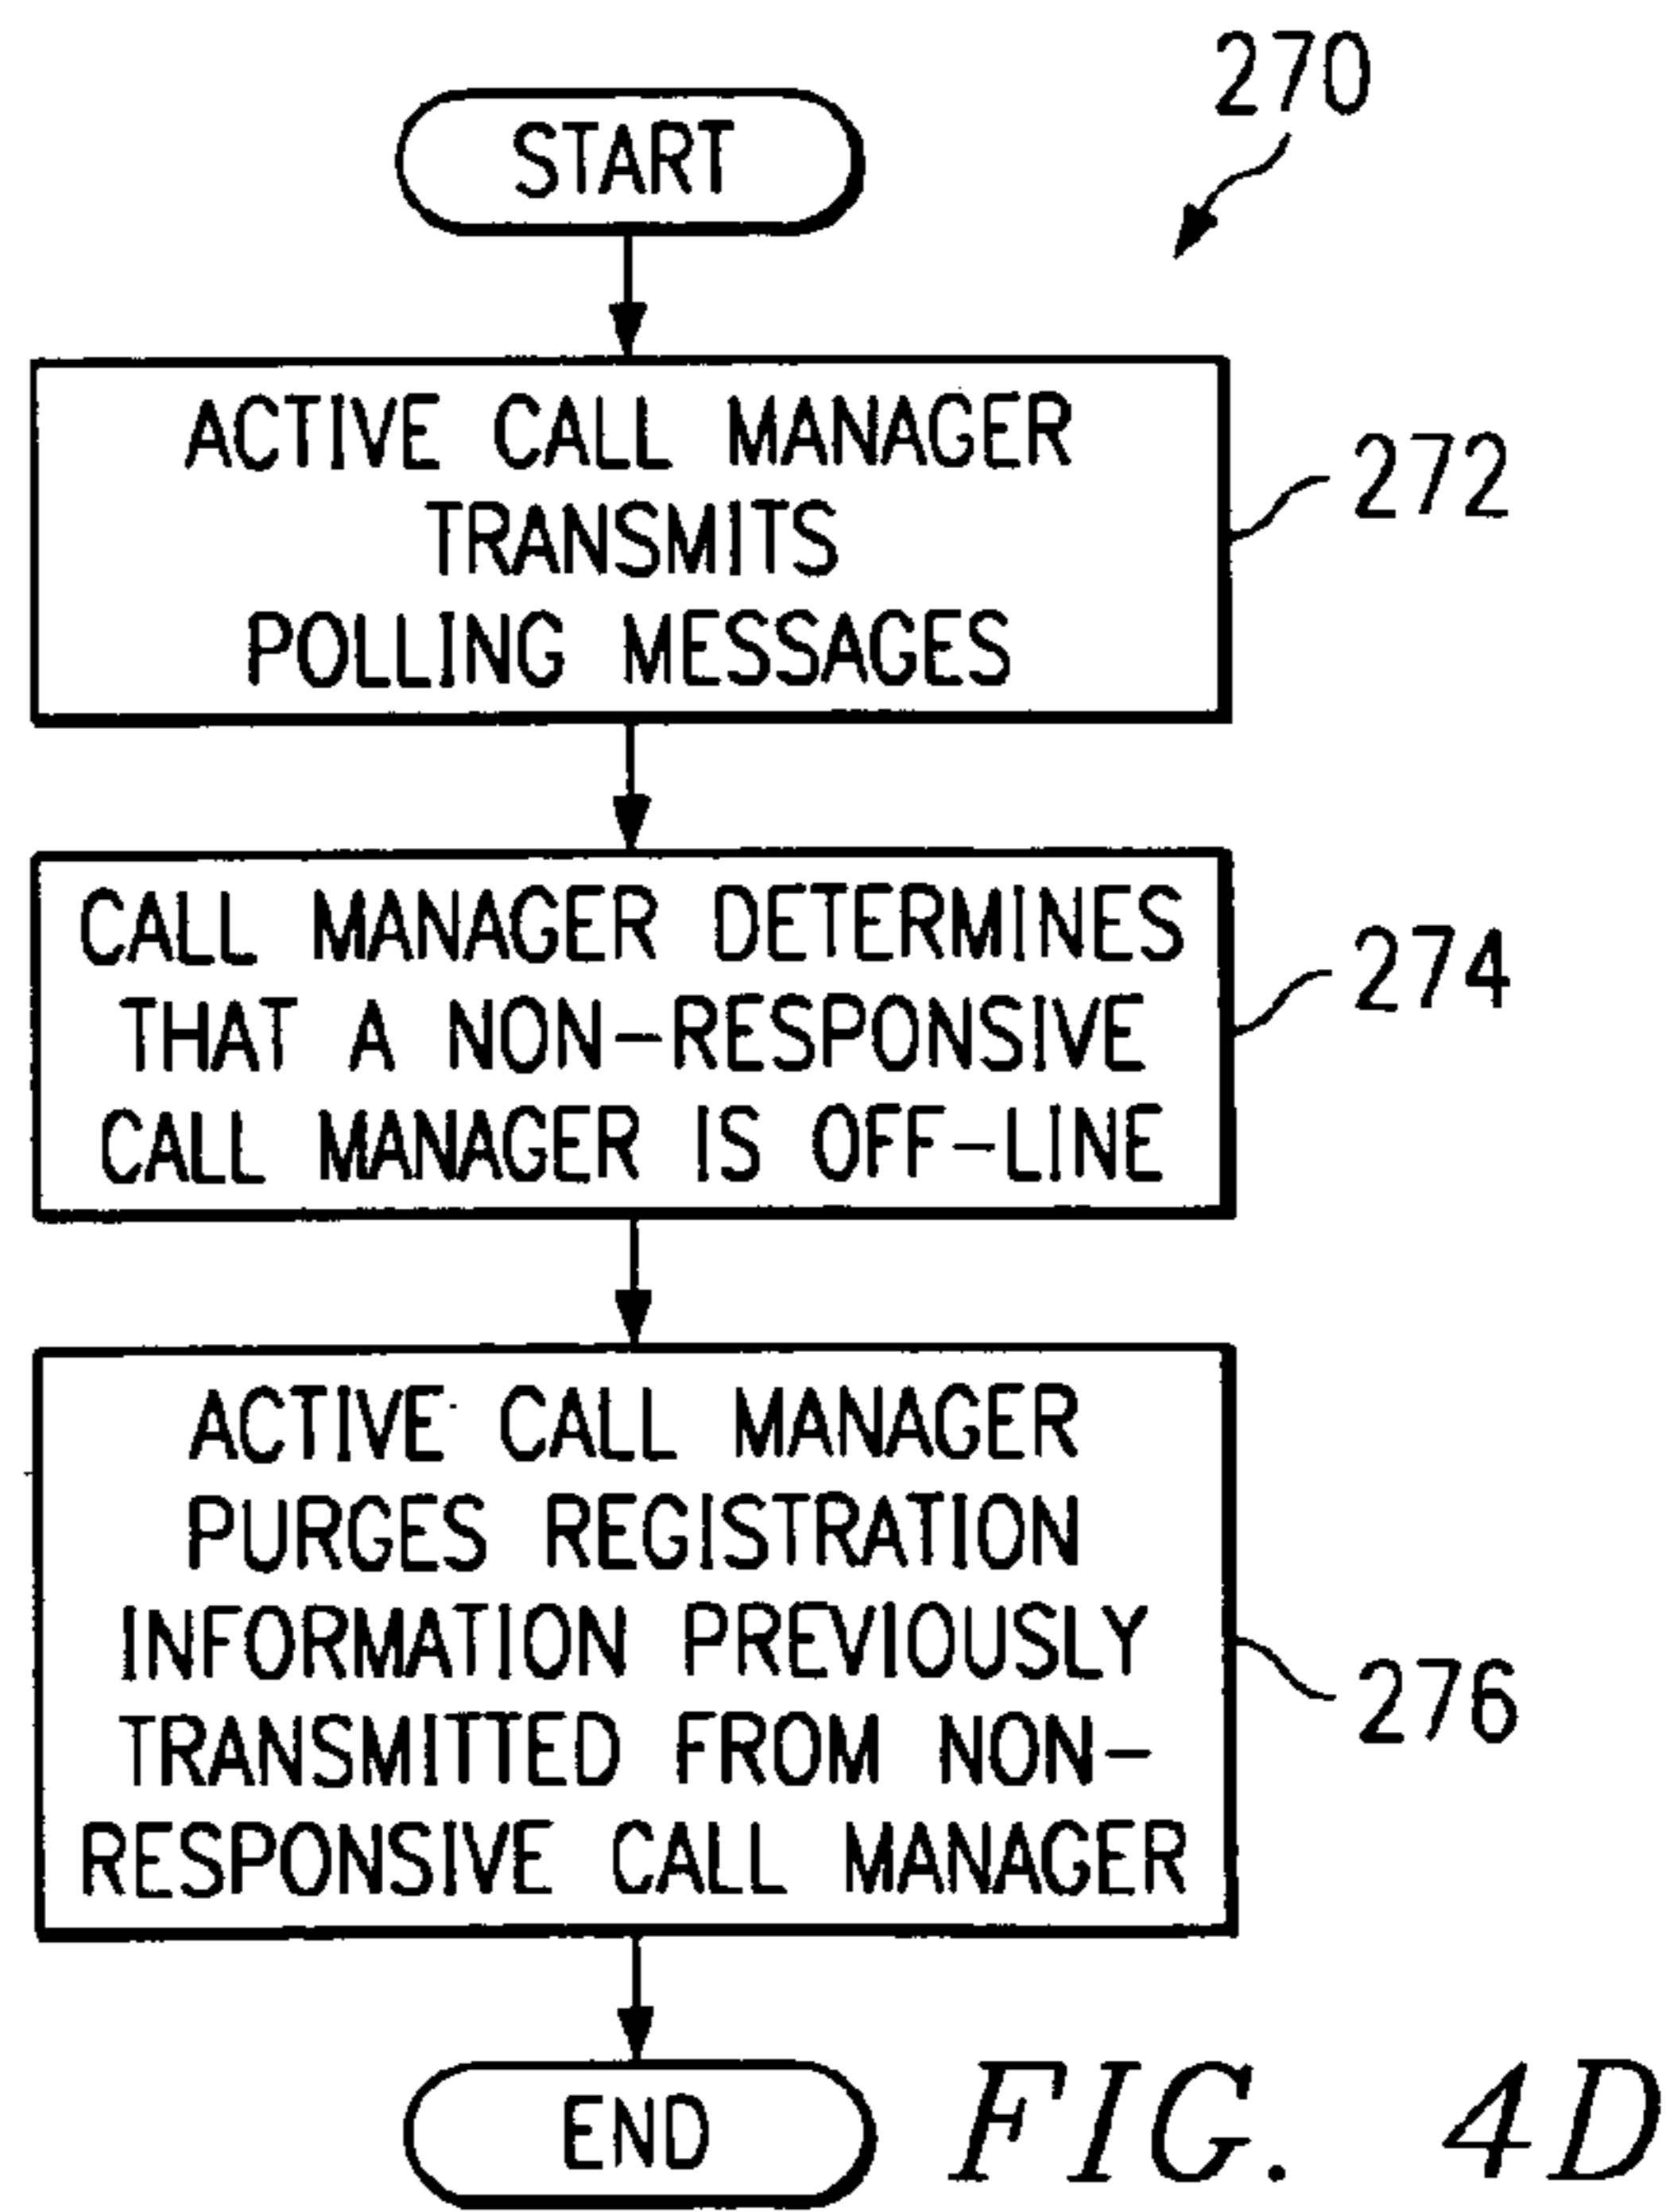 270
START
ACTIVE CALL MANAGER
TRANSMITS
POLLING MESSAGES
272
CALL MANAGER DETERMINES
THAT A NON-RESPONSIVE
CALL MANAGER IS OFF-LINE
274
ACTIVE CALL MANAGER
PURGES REGISTRATION
INFORMATION PREVIOUSLY
TRANSMITTED FROM NON-
RESPONSIVE CALL MANAGER
276
END
FIG. 4D